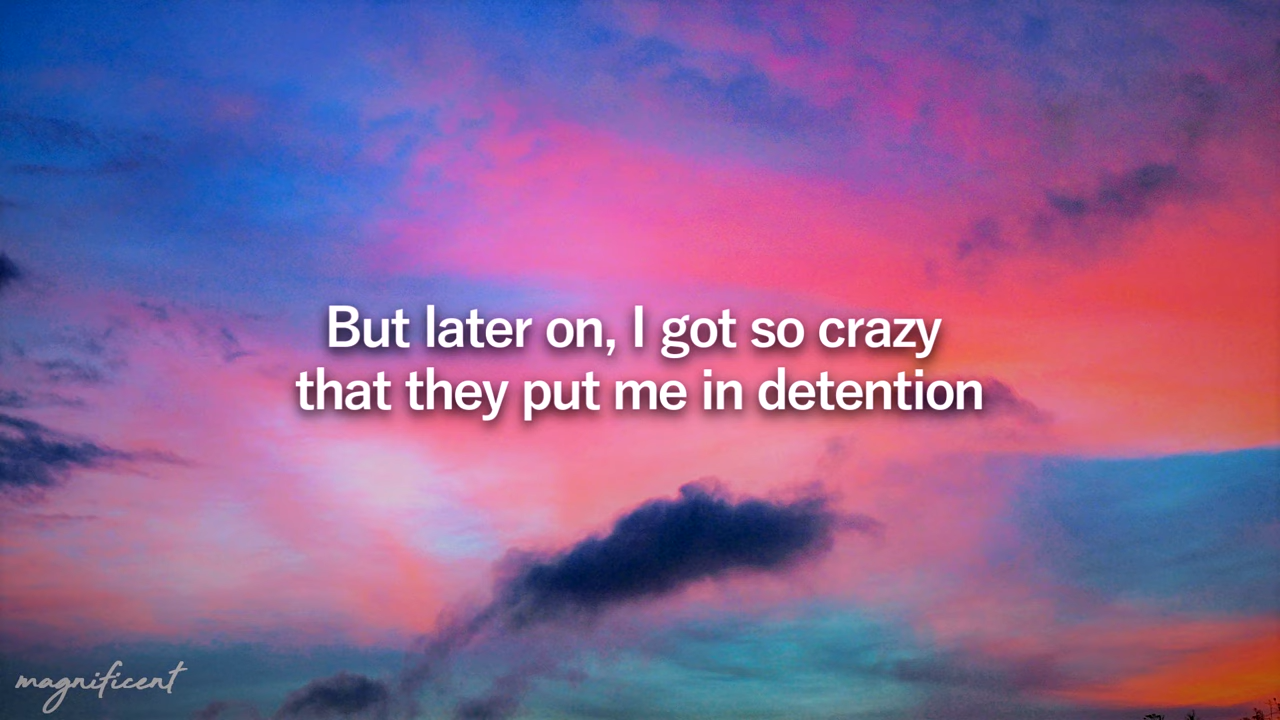 But later on, I got so crazy
that they put me in detention
magnificent